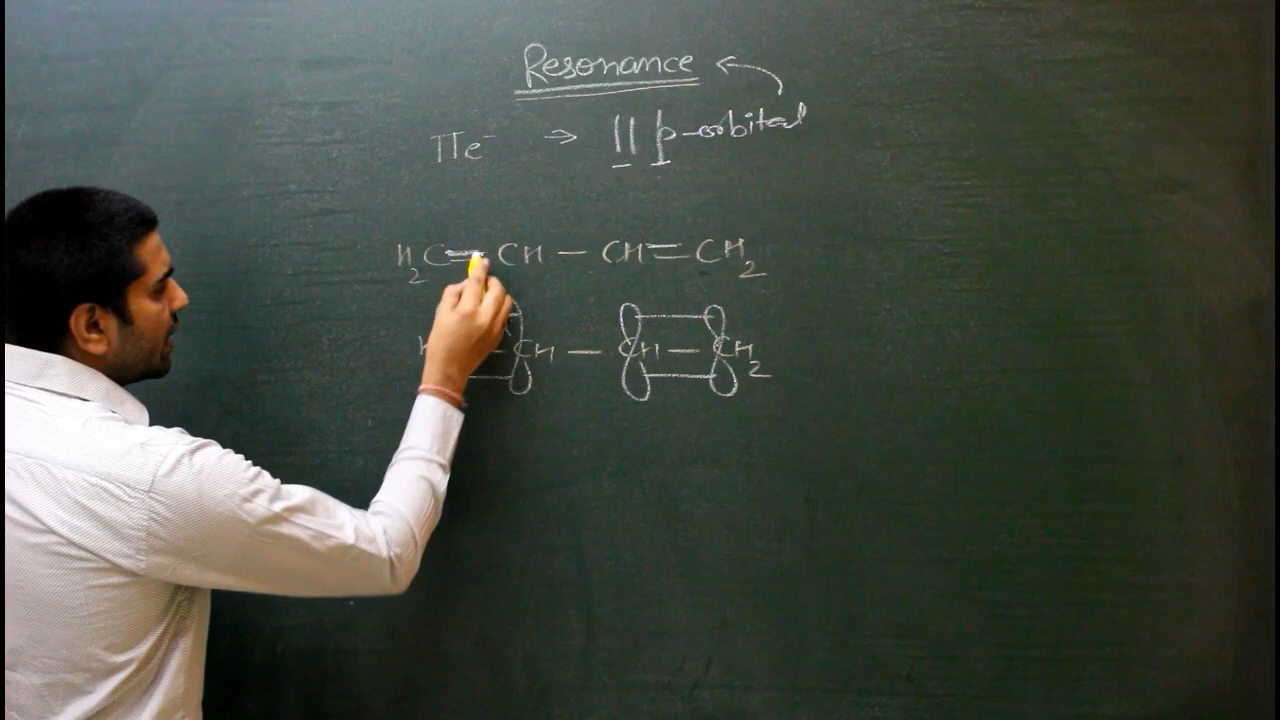 Resonance ←
πe⁻ → || p-orbital
H₂C=CH—CH=CH₂
H —CH—CH—CH₂